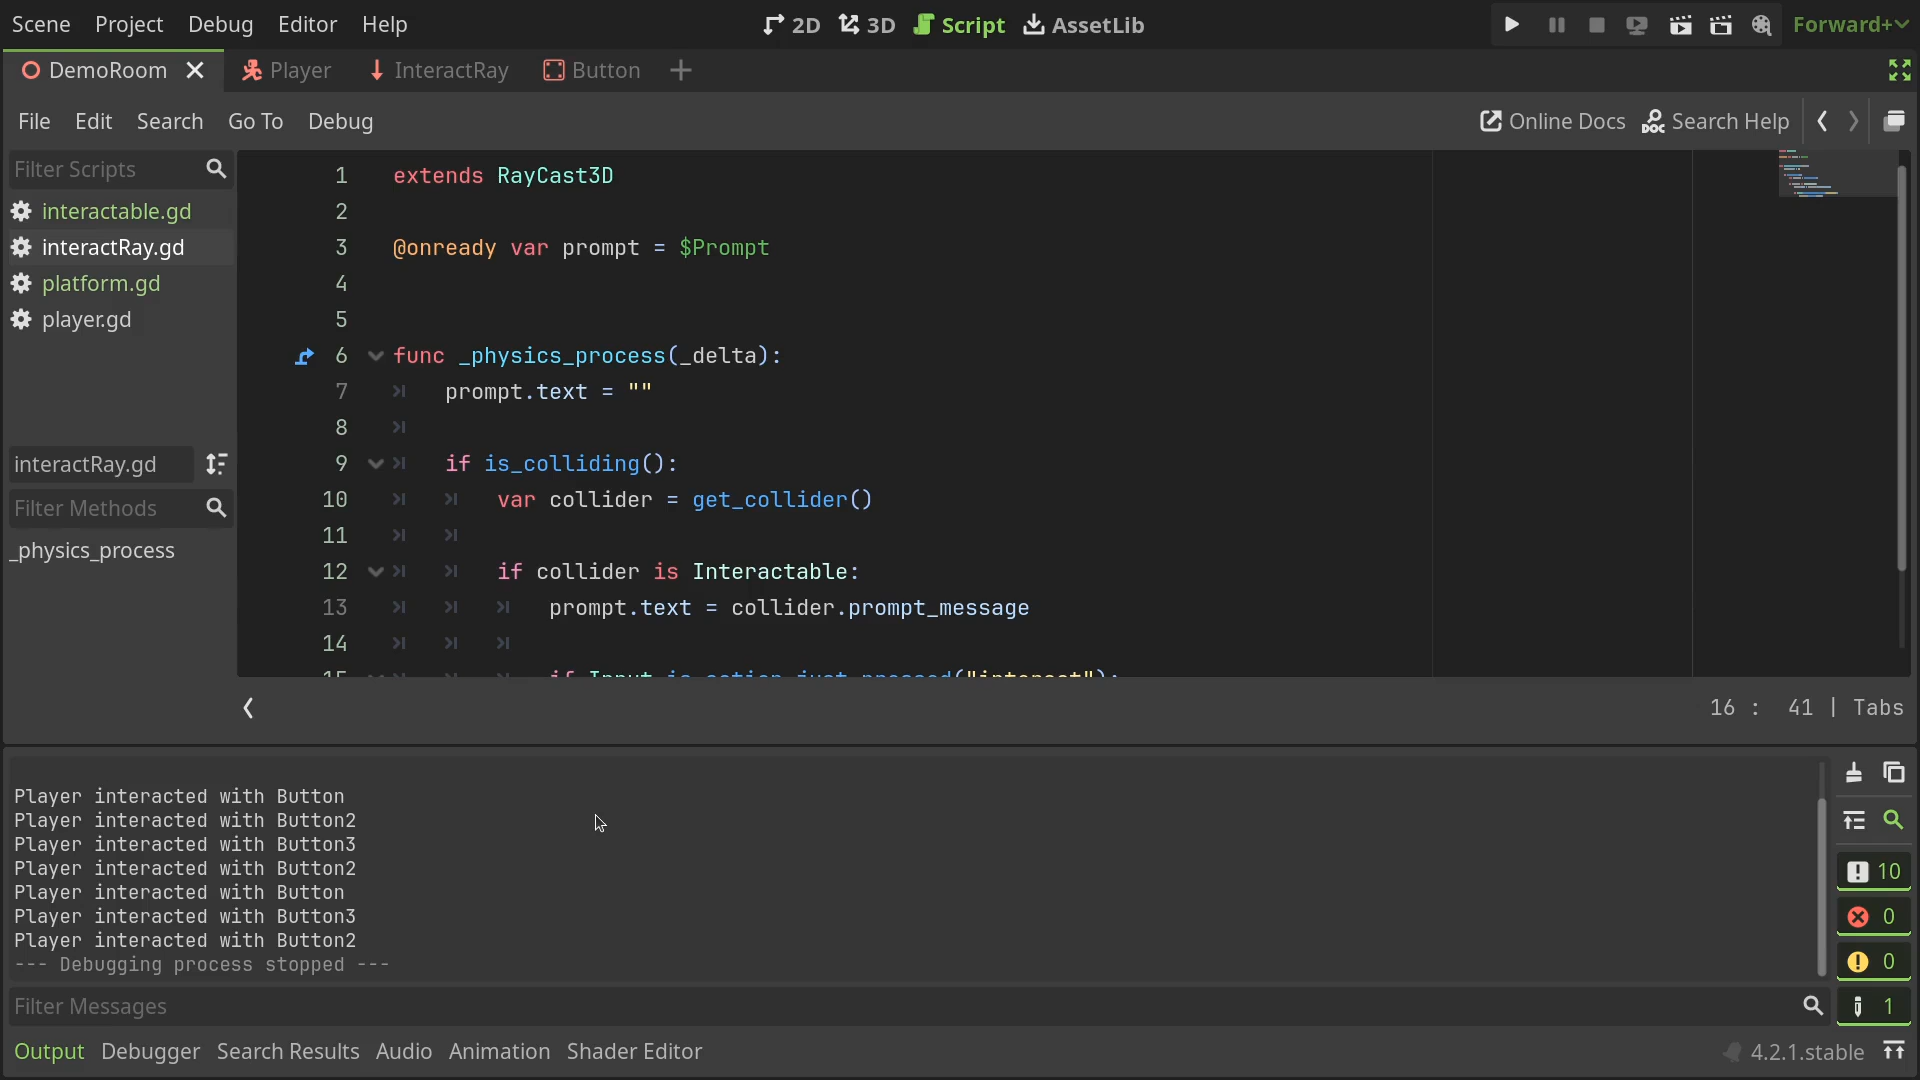 Scene Project Debug Editor Help 2D 3D Script AssetLib Forward+
DemoRoom Player InteractRay Button
File Edit Search Go To Debug Online Docs Search Help
Filter Scripts
interactable.gd
interactRay.gd
platform.gd
player.gd
interactRay.gd
Filter Methods
_physics_process
1 extends RayCast3D
2
3 @onready var prompt = $Prompt
4
5
6 func _physics_process(_delta):
7 prompt.text = ""
8
9 if is_colliding():
10 var collider = get_collider()
11
12 if collider is Interactable:
13 prompt.text = collider.prompt_message
14
15 if Input.is_action_just_pressed("interact"):
16 : 41 | Tabs
Player interacted with Button
Player interacted with Button2
Player interacted with Button3
Player interacted with Button2
Player interacted with Button
Player interacted with Button3
Player interacted with Button2
--- Debugging process stopped ---
10
0
0
1
Filter Messages
Output Debugger Search Results Audio Animation Shader Editor 4.2.1.stable